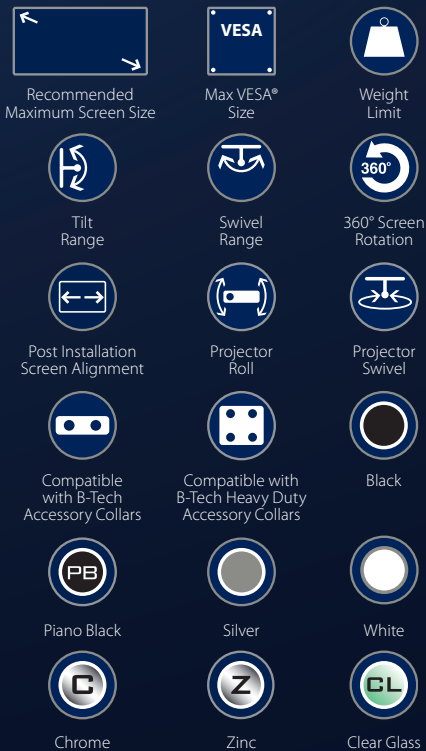 VESA
Recommended
Maximum Screen Size
Max VESA®
Size
Weight
Limit
360°
Tilt
Range
Swivel
Range
360° Screen
Rotation
Post Installation
Screen Alignment
Projector
Roll
Projector
Swivel
Compatible
with B-Tech
Accessory Collars
Compatible with
B-Tech Heavy Duty
Accessory Collars
Black
PB
Piano Black
Silver
White
C
Z
CL
Chrome
Zinc
Clear Glass